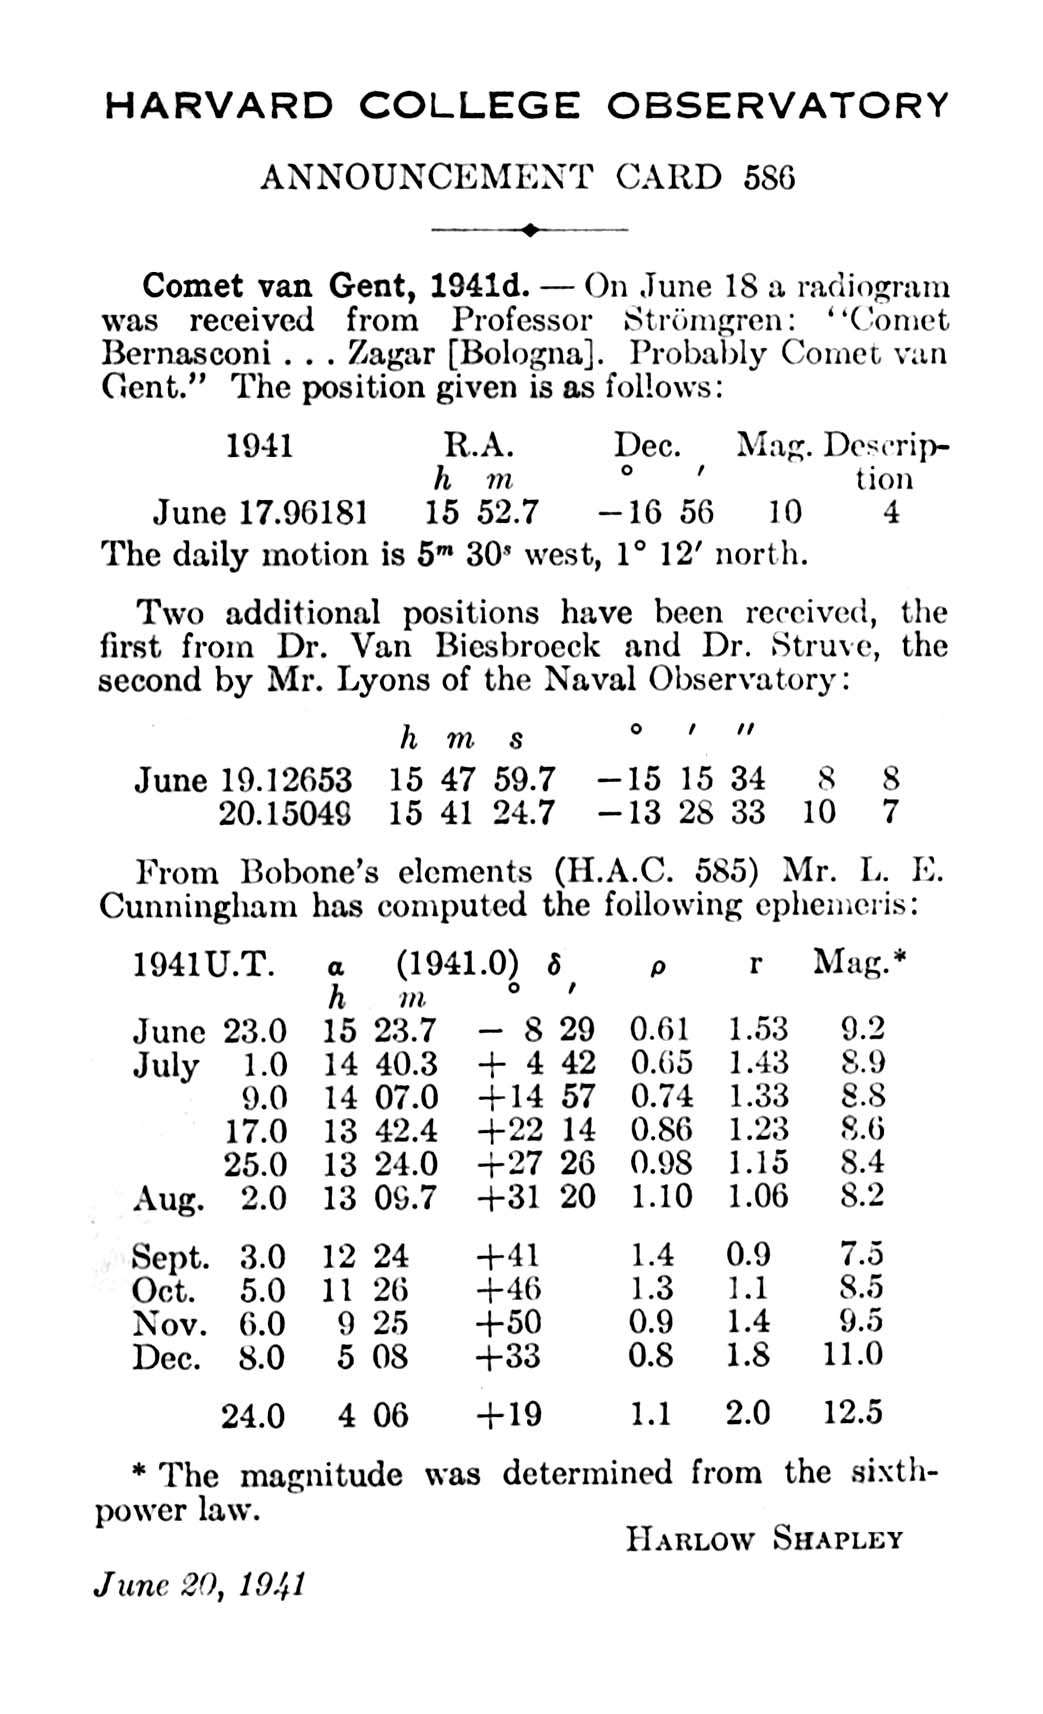 HARVARD COLLEGE OBSERVATORY
ANNOUNCEMENT CARD 586
Comet van Gent, 1941d. — On June 18 a radiogram
was received from Professor Strömgren: "Comet
Bernasconi . . . Zagar [Bologna]. Probably Comet van
Gent." The position given is as follows:
1941 R.A. Dec. Mag. Descrip-
h m ° ′ tion
June 17.96181 15 52.7 −16 56 10 4
The daily motion is 5ᵐ 30ˢ west, 1° 12′ north.
Two additional positions have been received, the
first from Dr. Van Biesbroeck and Dr. Struve, the
second by Mr. Lyons of the Naval Observatory:
h m s ° ′ ″
June 19.12653 15 47 59.7 −15 15 34 8 8
20.15049 15 41 24.7 −13 28 33 10 7
From Bobone's elements (H.A.C. 585) Mr. L. E.
Cunningham has computed the following ephemeris:
1941 U.T. α (1941.0) δ ρ r Mag.*
h m ° ′
June 23.0 15 23.7 − 8 29 0.61 1.53 9.2
July 1.0 14 40.3 + 4 42 0.65 1.43 8.9
9.0 14 07.0 +14 57 0.74 1.33 8.8
17.0 13 42.4 +22 14 0.86 1.23 8.6
25.0 13 24.0 +27 26 0.98 1.15 8.4
Aug. 2.0 13 09.7 +31 20 1.10 1.06 8.2
Sept. 3.0 12 24 +41 1.4 0.9 7.5
Oct. 5.0 11 26 +46 1.3 1.1 8.5
Nov. 6.0 9 25 +50 0.9 1.4 9.5
Dec. 8.0 5 08 +33 0.8 1.8 11.0
24.0 4 06 +19 1.1 2.0 12.5
* The magnitude was determined from the sixth-
power law.
HARLOW SHAPLEY
June 20, 1941